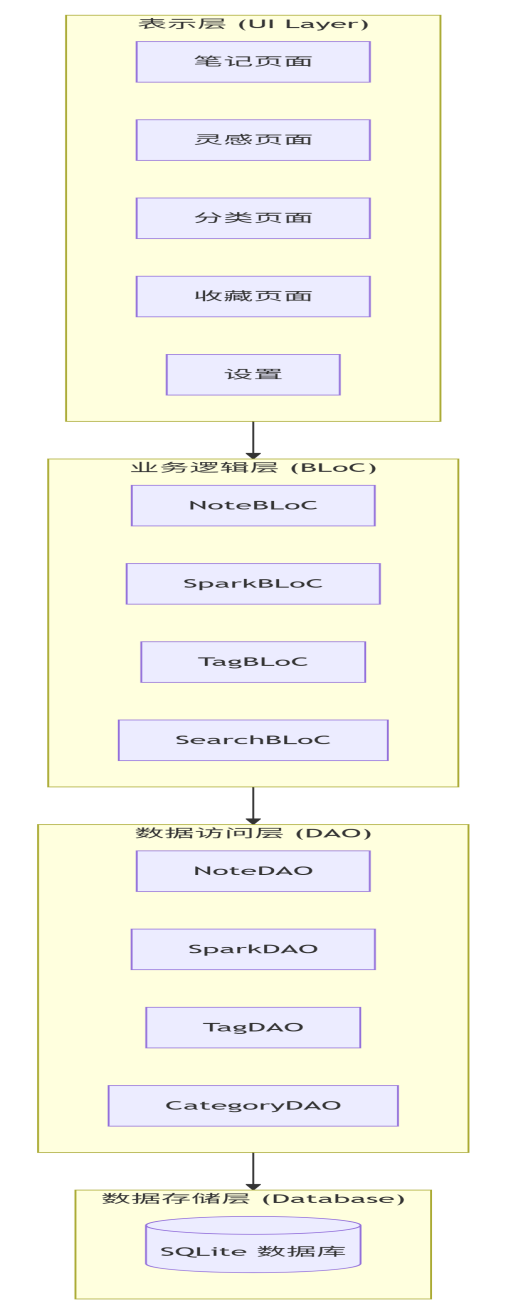 表示层 (UI Layer)
笔记页面
灵感页面
分类页面
收藏页面
设置
业务逻辑层 (BLoC)
NoteBLoC
SparkBLoC
TagBLoC
SearchBLoC
数据访问层 (DAO)
NoteDAO
SparkDAO
TagDAO
CategoryDAO
数据存储层 (Database)
SQLite 数据库